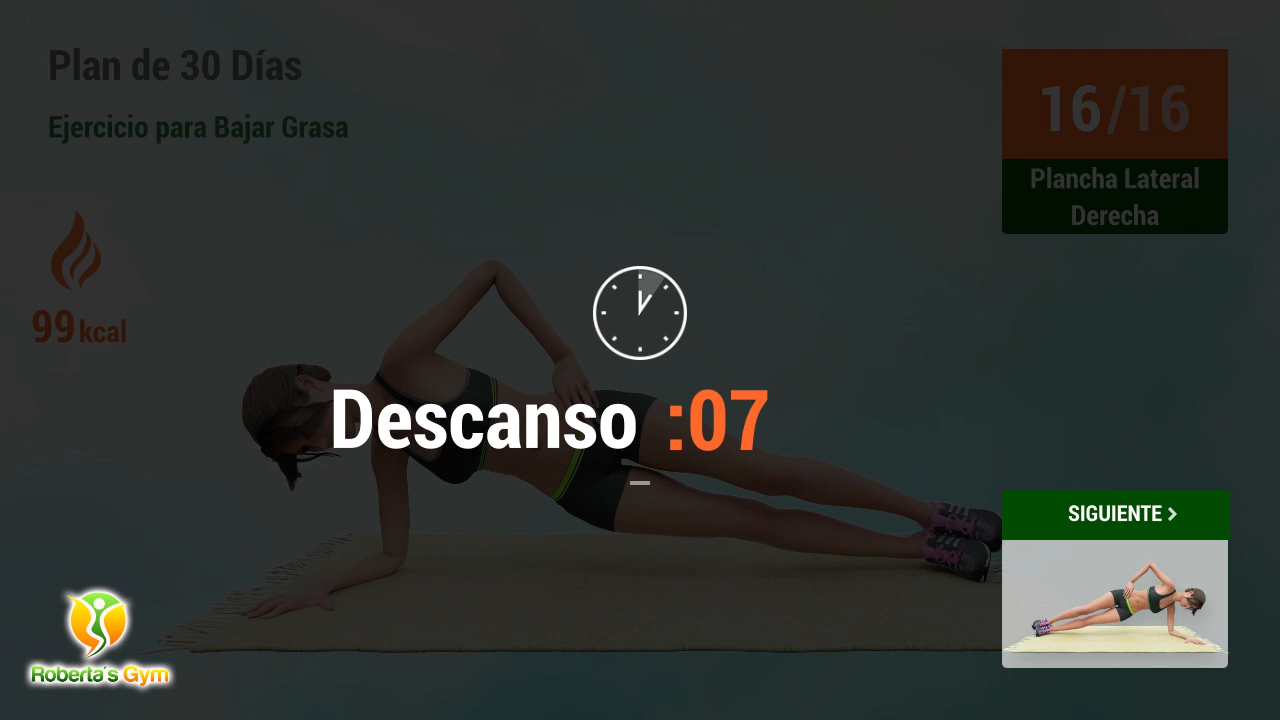 Plan de 30 Días
Ejercicio para Bajar Grasa
16/16
Plancha Lateral
Derecha
99 kcal
Descanso :07
SIGUIENTE >
Roberta´s Gym